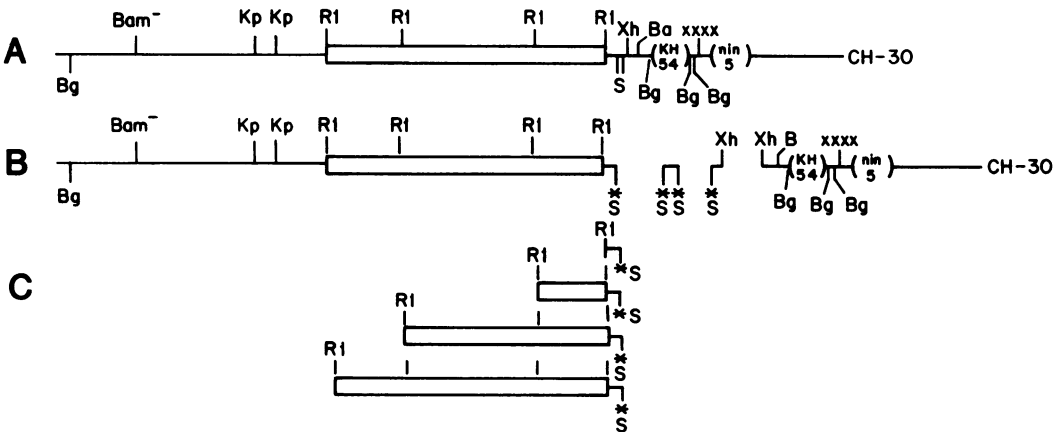 A
Bam⁻ Kp Kp R1 R1 R1 R1 Xh Ba xxxx
(KH 54) (nin 5) CH-30
Bg S Bg Bg Bg
B
Bam⁻ Kp Kp R1 R1 R1 R1 Xh Xh B xxxx
(KH 54) (nin 5) CH-30
Bg * * * *
S S S S Bg Bg Bg
C
R1
R1 *S
R1 *S
R1 *
S
*
S